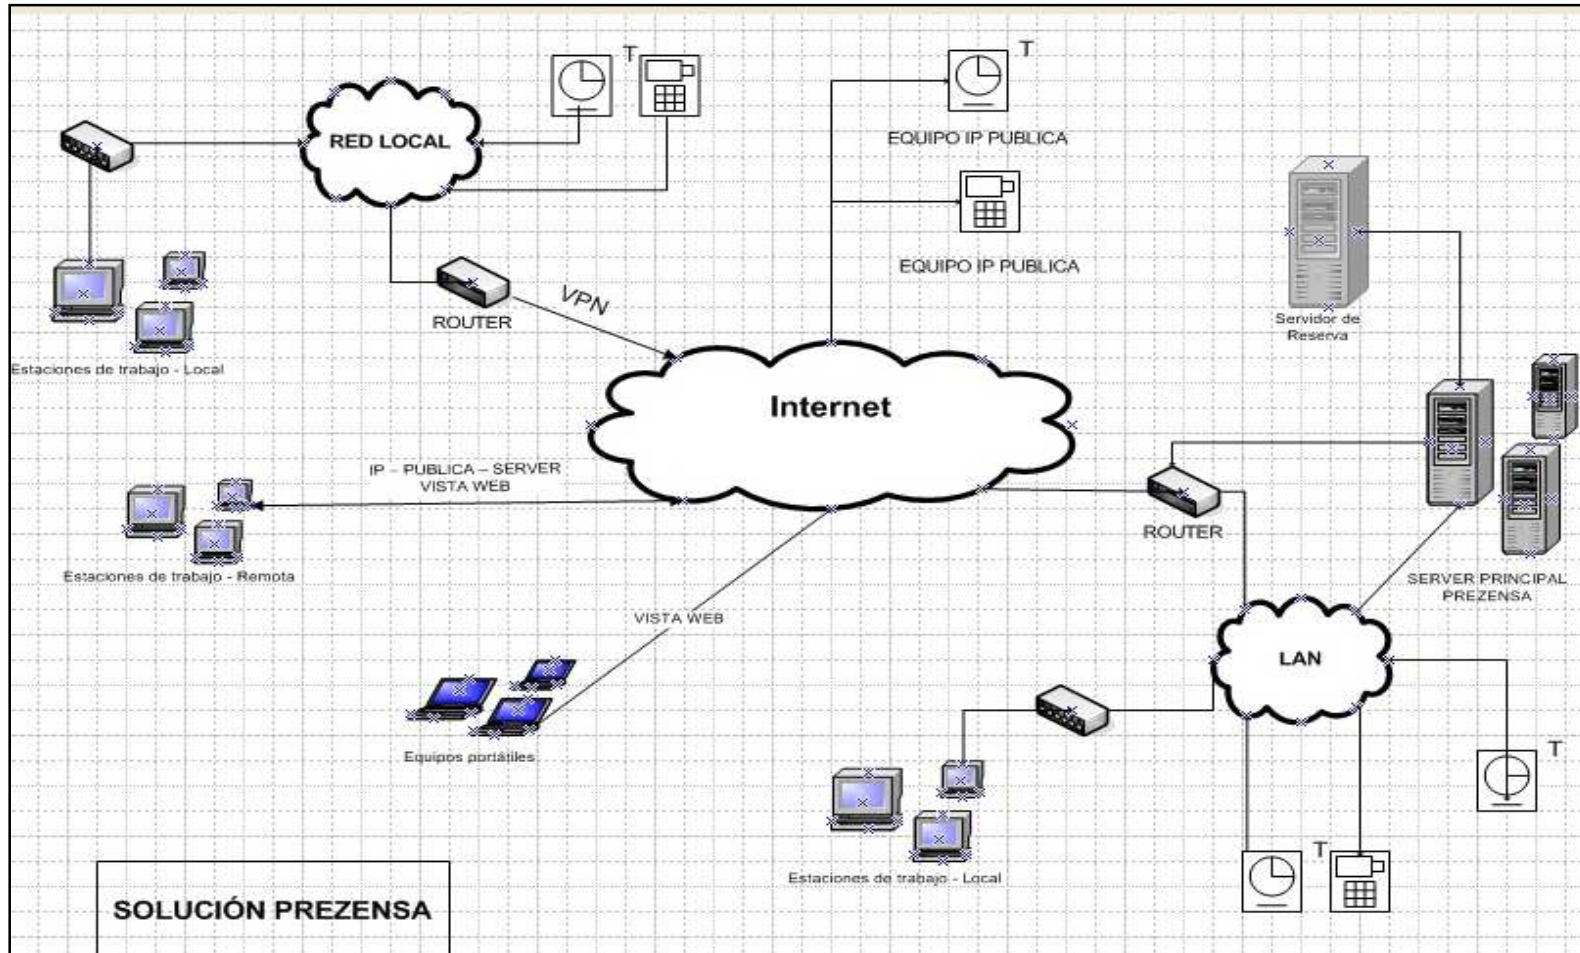 T
RED LOCAL
ROUTER
VPN
Estaciones de trabajo - Local
T
EQUIPO IP PUBLICA
EQUIPO IP PUBLICA
Servidor de
Reserva
Internet
IP – PUBLICA – SERVER
VISTA WEB
Estaciones de trabajo - Remota
ROUTER
SERVER PRINCIPAL
PREZENSA
VISTA WEB
LAN
Equipos portátiles
T
Estaciones de trabajo - Local
T
SOLUCIÓN PREZENSA